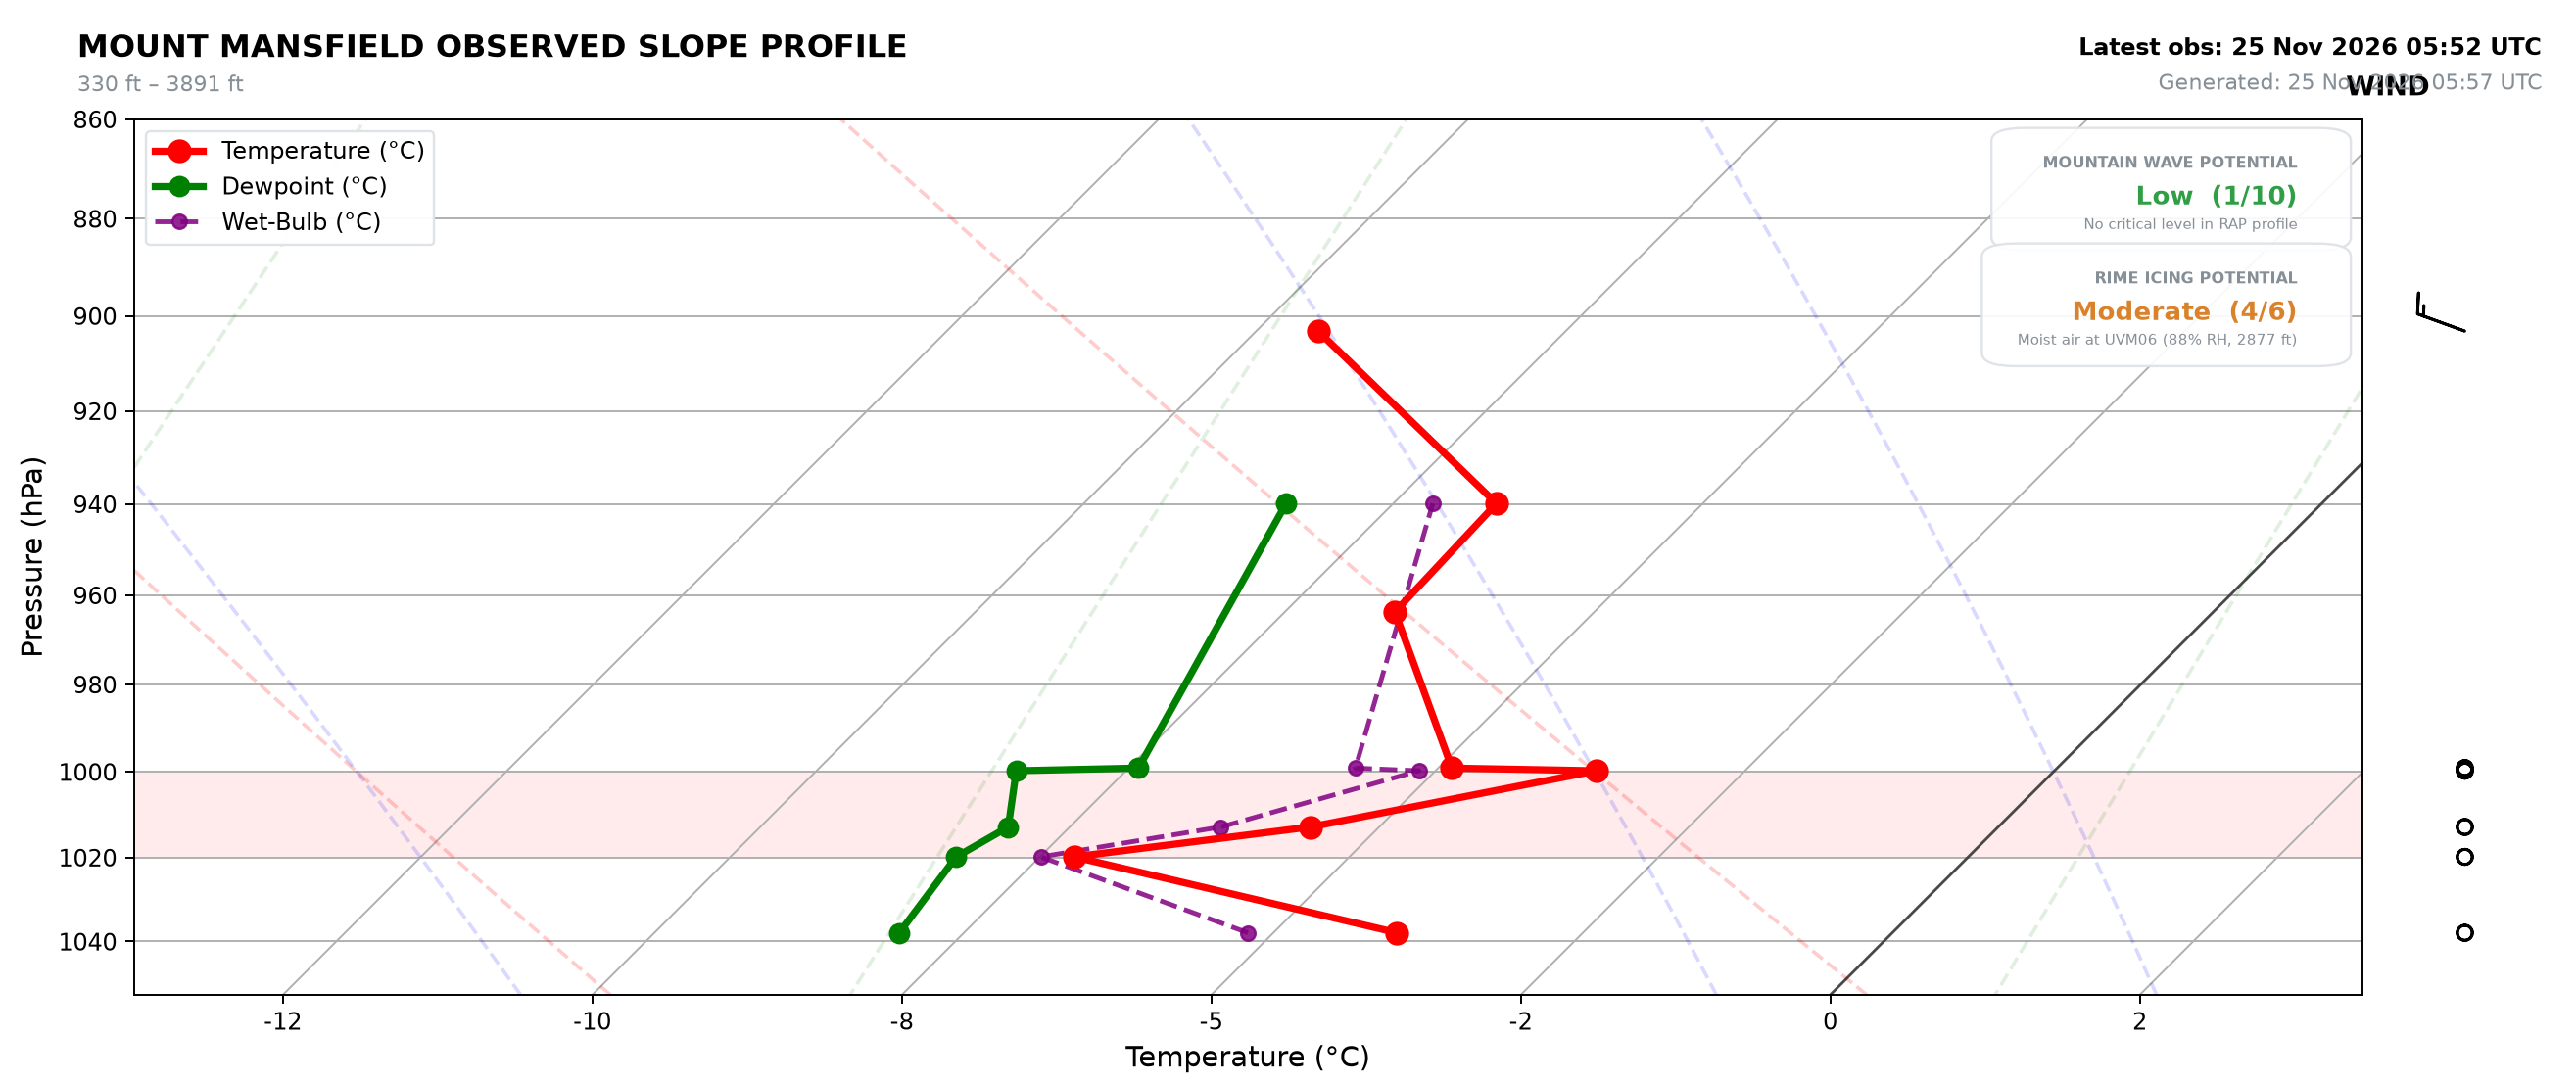 MOUNT MANSFIELD OBSERVED SLOPE PROFILE
330 ft – 3891 ft
Latest obs: 25 Nov 2026 05:52 UTC
Generated: 25 Nov 2026 05:57 UTC
WIND
Temperature (°C)
Dewpoint (°C)
Wet-Bulb (°C)
MOUNTAIN WAVE POTENTIAL
Low (1/10)
No critical level in RAP profile
RIME ICING POTENTIAL
Moderate (4/6)
Moist air at UVM06 (88% RH, 2877 ft)
Pressure (hPa)
860
880
900
920
940
960
980
1000
1020
1040
-12
-10
-8
-5
-2
0
2
Temperature (°C)